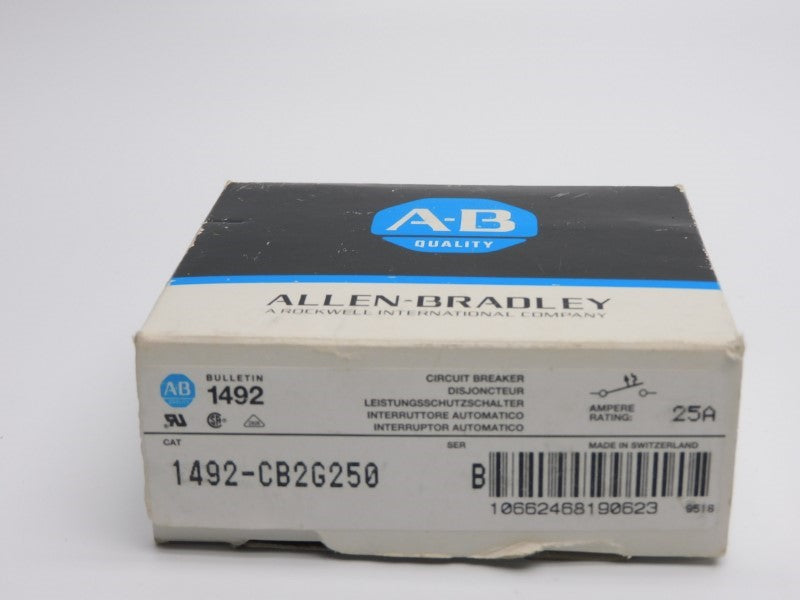 A-B
QUALITY
ALLEN-BRADLEY
A ROCKWELL INTERNATIONAL COMPANY
AB
BULLETIN
1492
CIRCUIT BREAKER
DISJONCTEUR
LEISTUNGSSCHUTZSCHALTER
INTERRUTTORE AUTOMATICO
INTERRUPTOR AUTOMATICO
AMPERE
RATING:
25A
CAT
SER
MADE IN SWITZERLAND
1492-CB2G250
B
10662468190623
9518